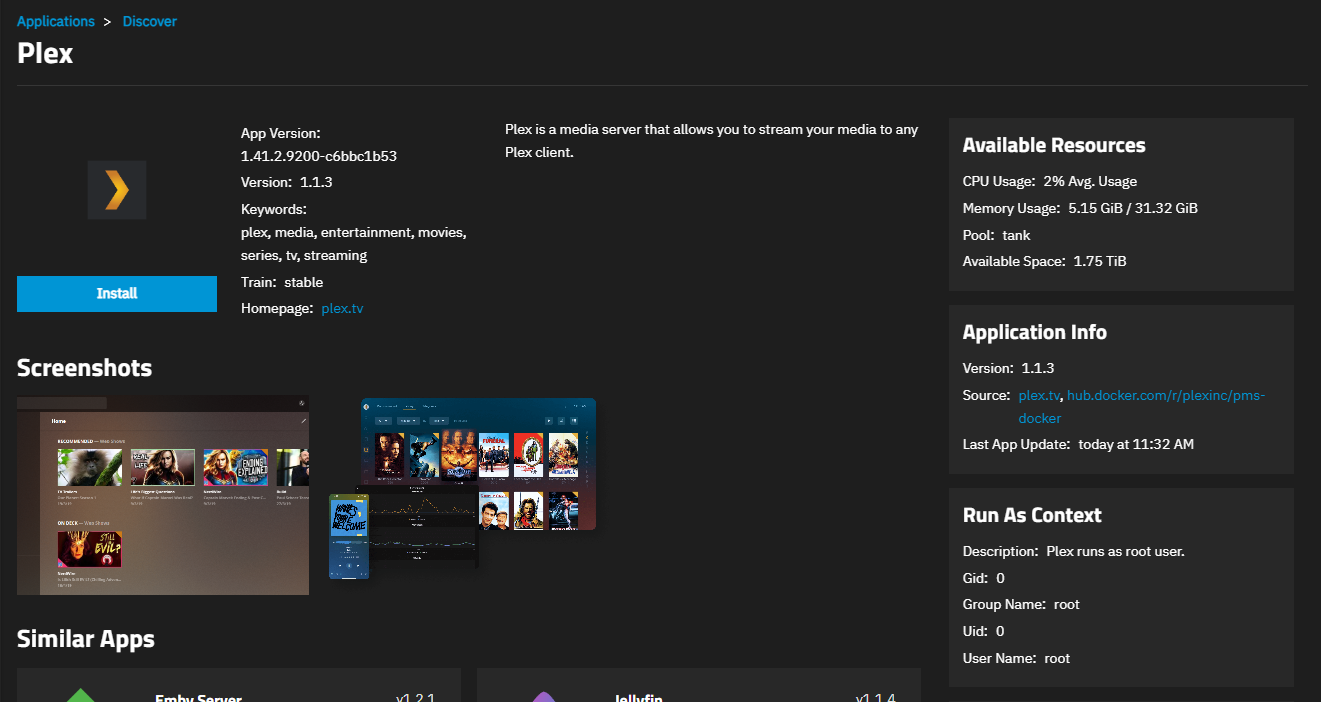 Applications > Discover
Plex
App Version:
1.41.2.9200-c6bbc1b53
Version: 1.1.3
Keywords:
plex, media, entertainment, movies,
series, tv, streaming
Train: stable
Homepage: plex.tv
Install
Plex is a media server that allows you to stream your media to any
Plex client.
Screenshots
Home
RECOMMENDED — Web Shows
ON DECK — Web Shows
Similar Apps
Emby Server
v1.2.1
Jellyfin
v1.1.4
Available Resources
CPU Usage: 2% Avg. Usage
Memory Usage: 5.15 GiB / 31.32 GiB
Pool: tank
Available Space: 1.75 TiB
Application Info
Version: 1.1.3
Source: plex.tv, hub.docker.com/r/plexinc/pms-
docker
Last App Update: today at 11:32 AM
Run As Context
Description: Plex runs as root user.
Gid: 0
Group Name: root
Uid: 0
User Name: root